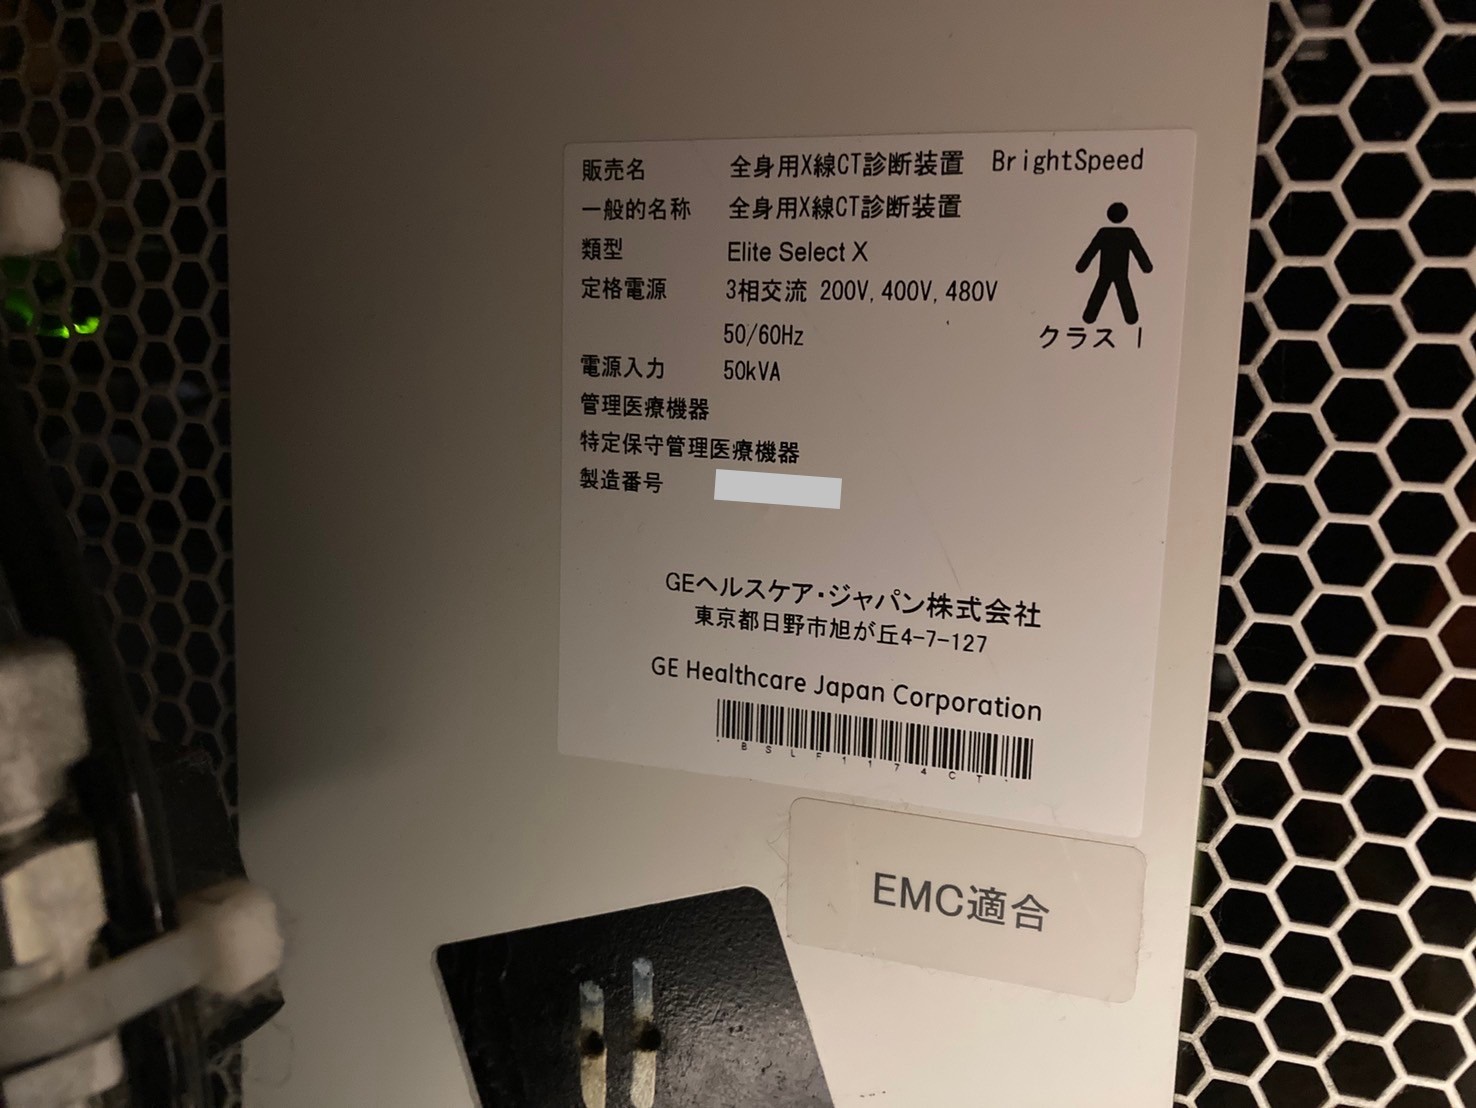 販売名 全身用X線CT診断装置 BrightSpeed
一般的名称 全身用X線CT診断装置
類型 Elite Select X
定格電源 3相交流 200V,400V,480V
50/60Hz
クラス I
電源入力 50kVA
管理医療機器
特定保守管理医療機器
製造番号
GEヘルスケア・ジャパン株式会社
東京都日野市旭が丘4-7-127
GE Healthcare Japan Corporation
*BSLF1174CT*
EMC適合